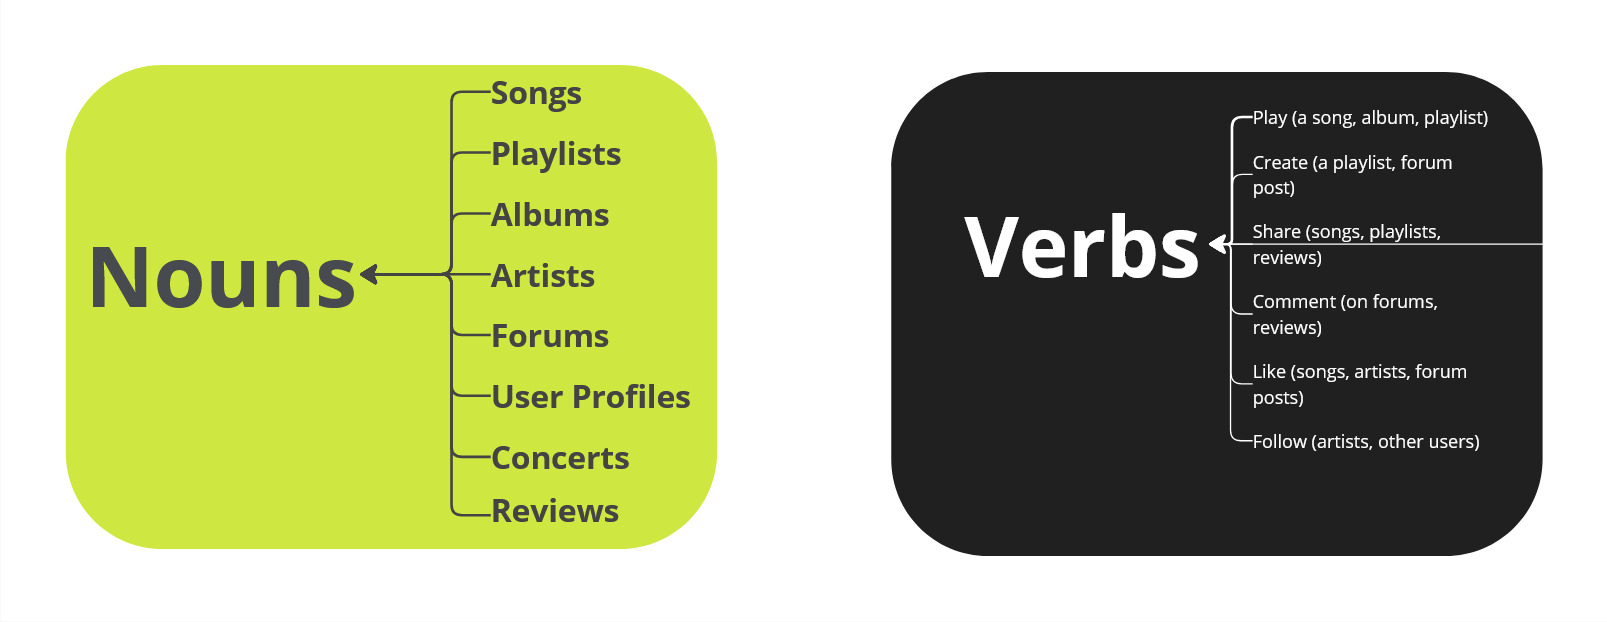 Nouns
Songs
Playlists
Albums
Artists
Forums
User Profiles
Concerts
Reviews
Verbs
Play (a song, album, playlist)
Create (a playlist, forum
post)
Share (songs, playlists,
reviews)
Comment (on forums,
reviews)
Like (songs, artists, forum
posts)
Follow (artists, other users)